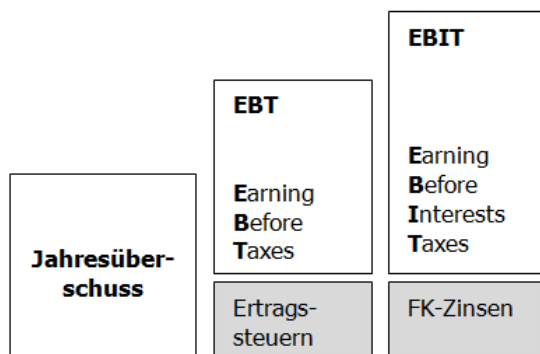 Jahresüber-
schuss
EBT
Earning
Before
Taxes
Ertrags-
steuern
EBIT
Earning
Before
Interests
Taxes
FK-Zinsen